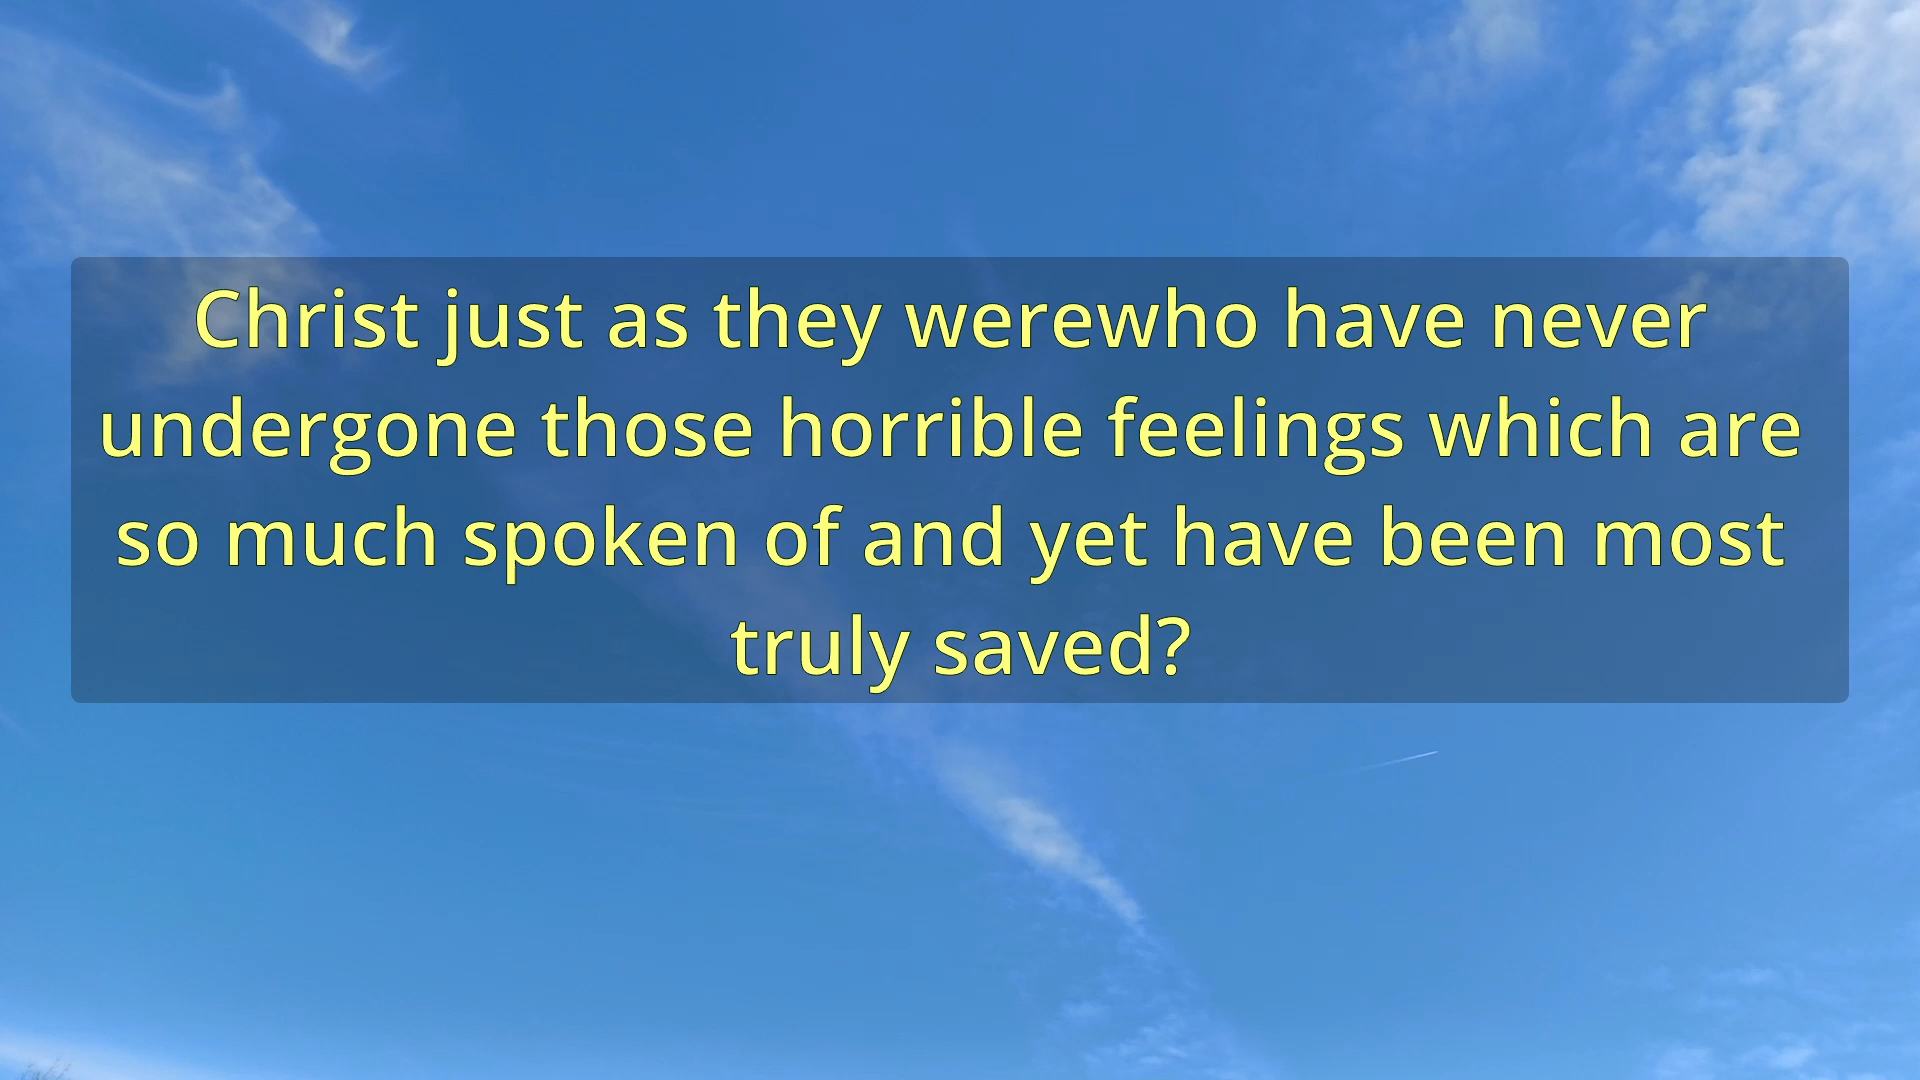 Christ just as they werewho have never
undergone those horrible feelings which are
so much spoken of and yet have been most
truly saved?